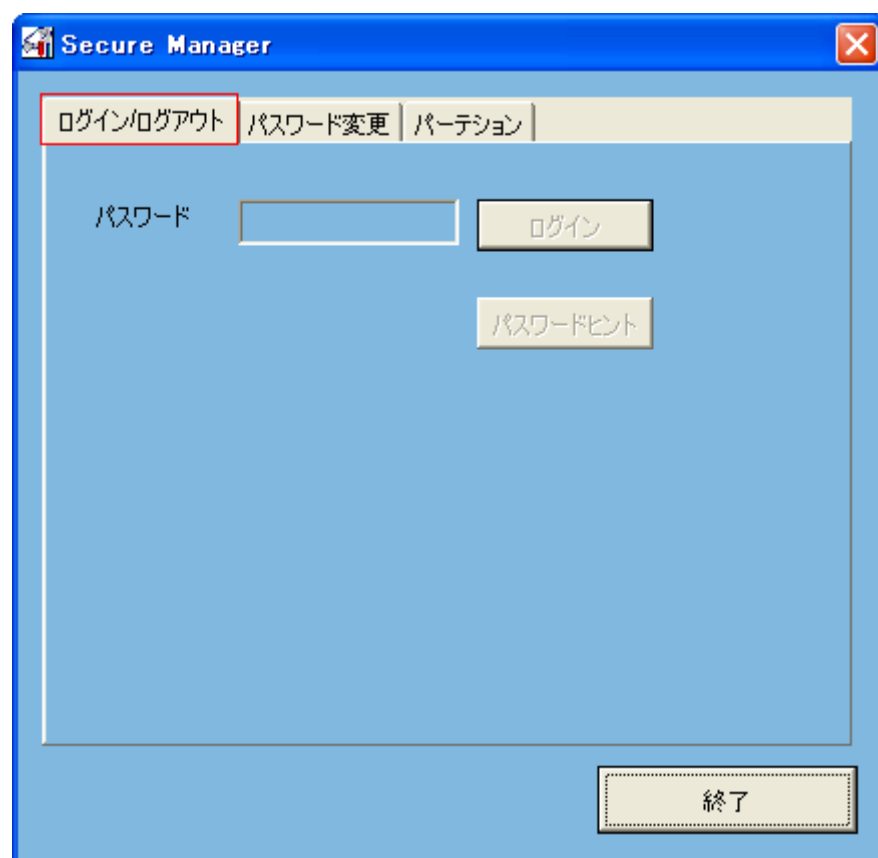 Secure Manager
ログイン/ログアウト パスワード変更 パーテション
パスワード ログイン
パスワードヒント
終了